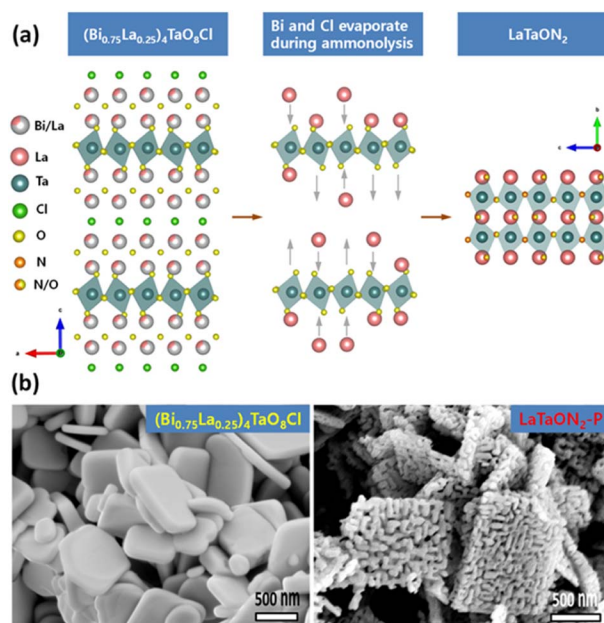 (a)
(Bi0.75La0.25)4TaO8Cl
Bi and Cl evaporate
during ammonolysis
LaTaON2
Bi/La
La
Ta
Cl
O
N
N/O
c
a
b
c
(b)
(Bi0.75La0.25)4TaO8Cl
500 nm
LaTaON2-P
500 nm